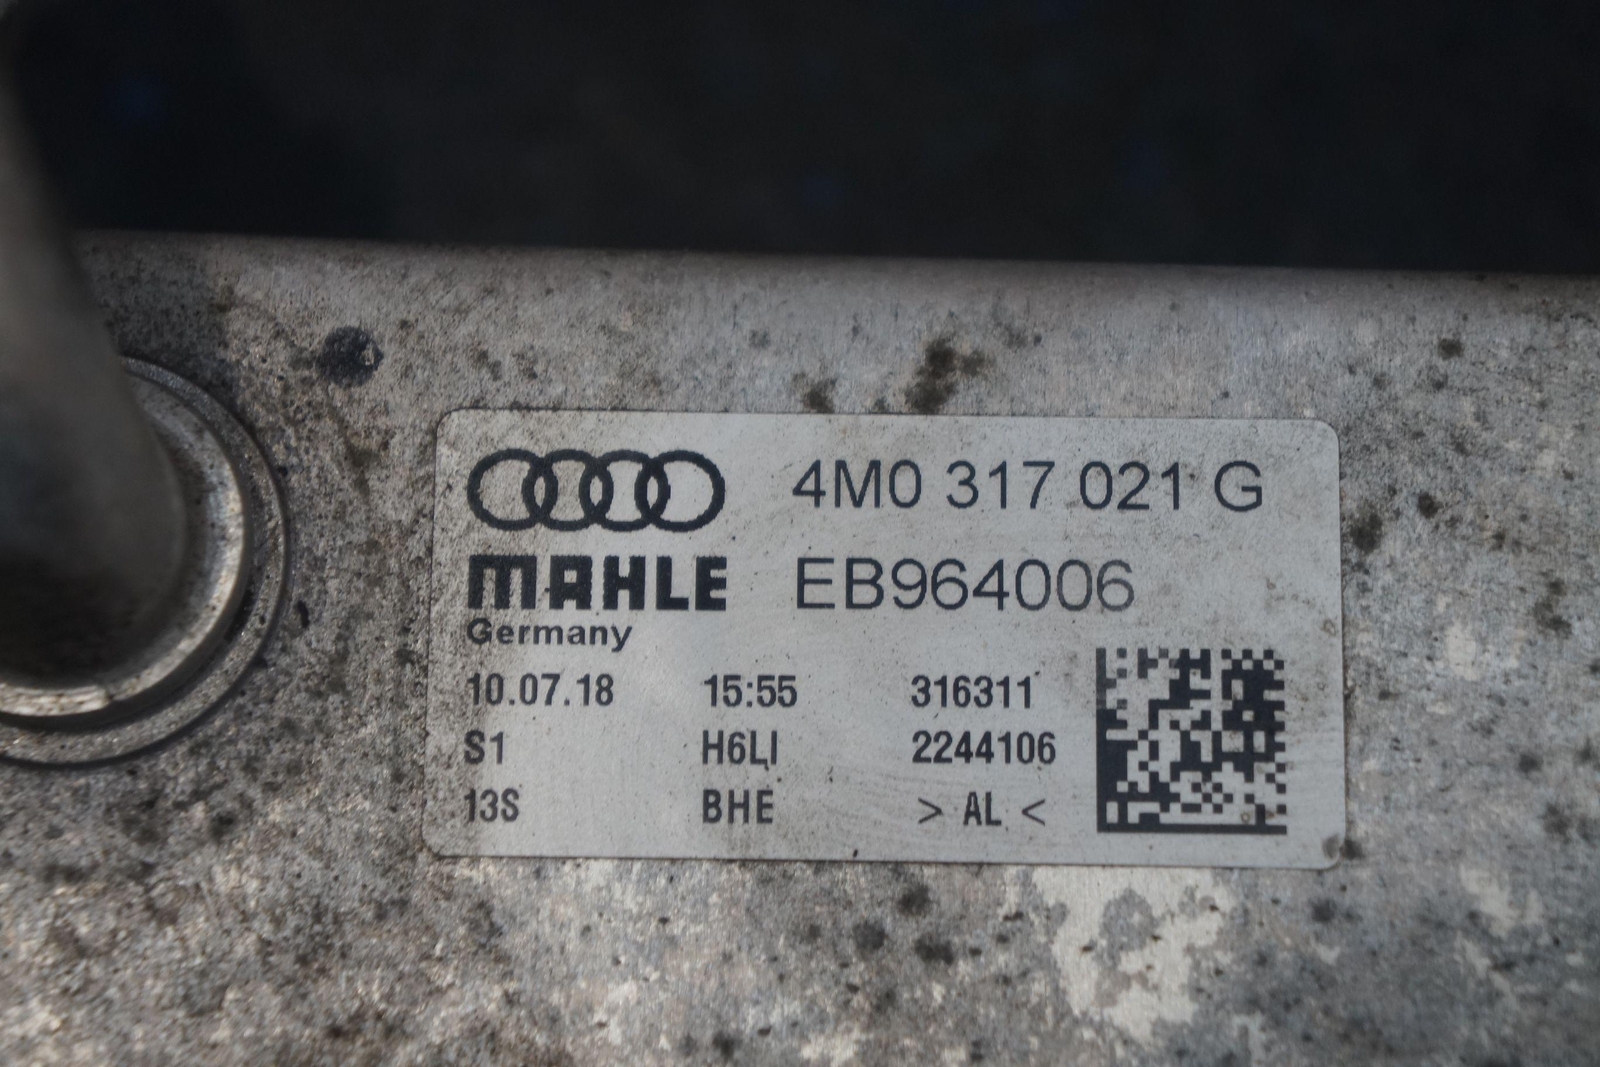 4M0 317 021 G
MAHLE EB964006
Germany
10.07.18 15:55 316311
S1 H6LI 2244106
13S BHE > AL <